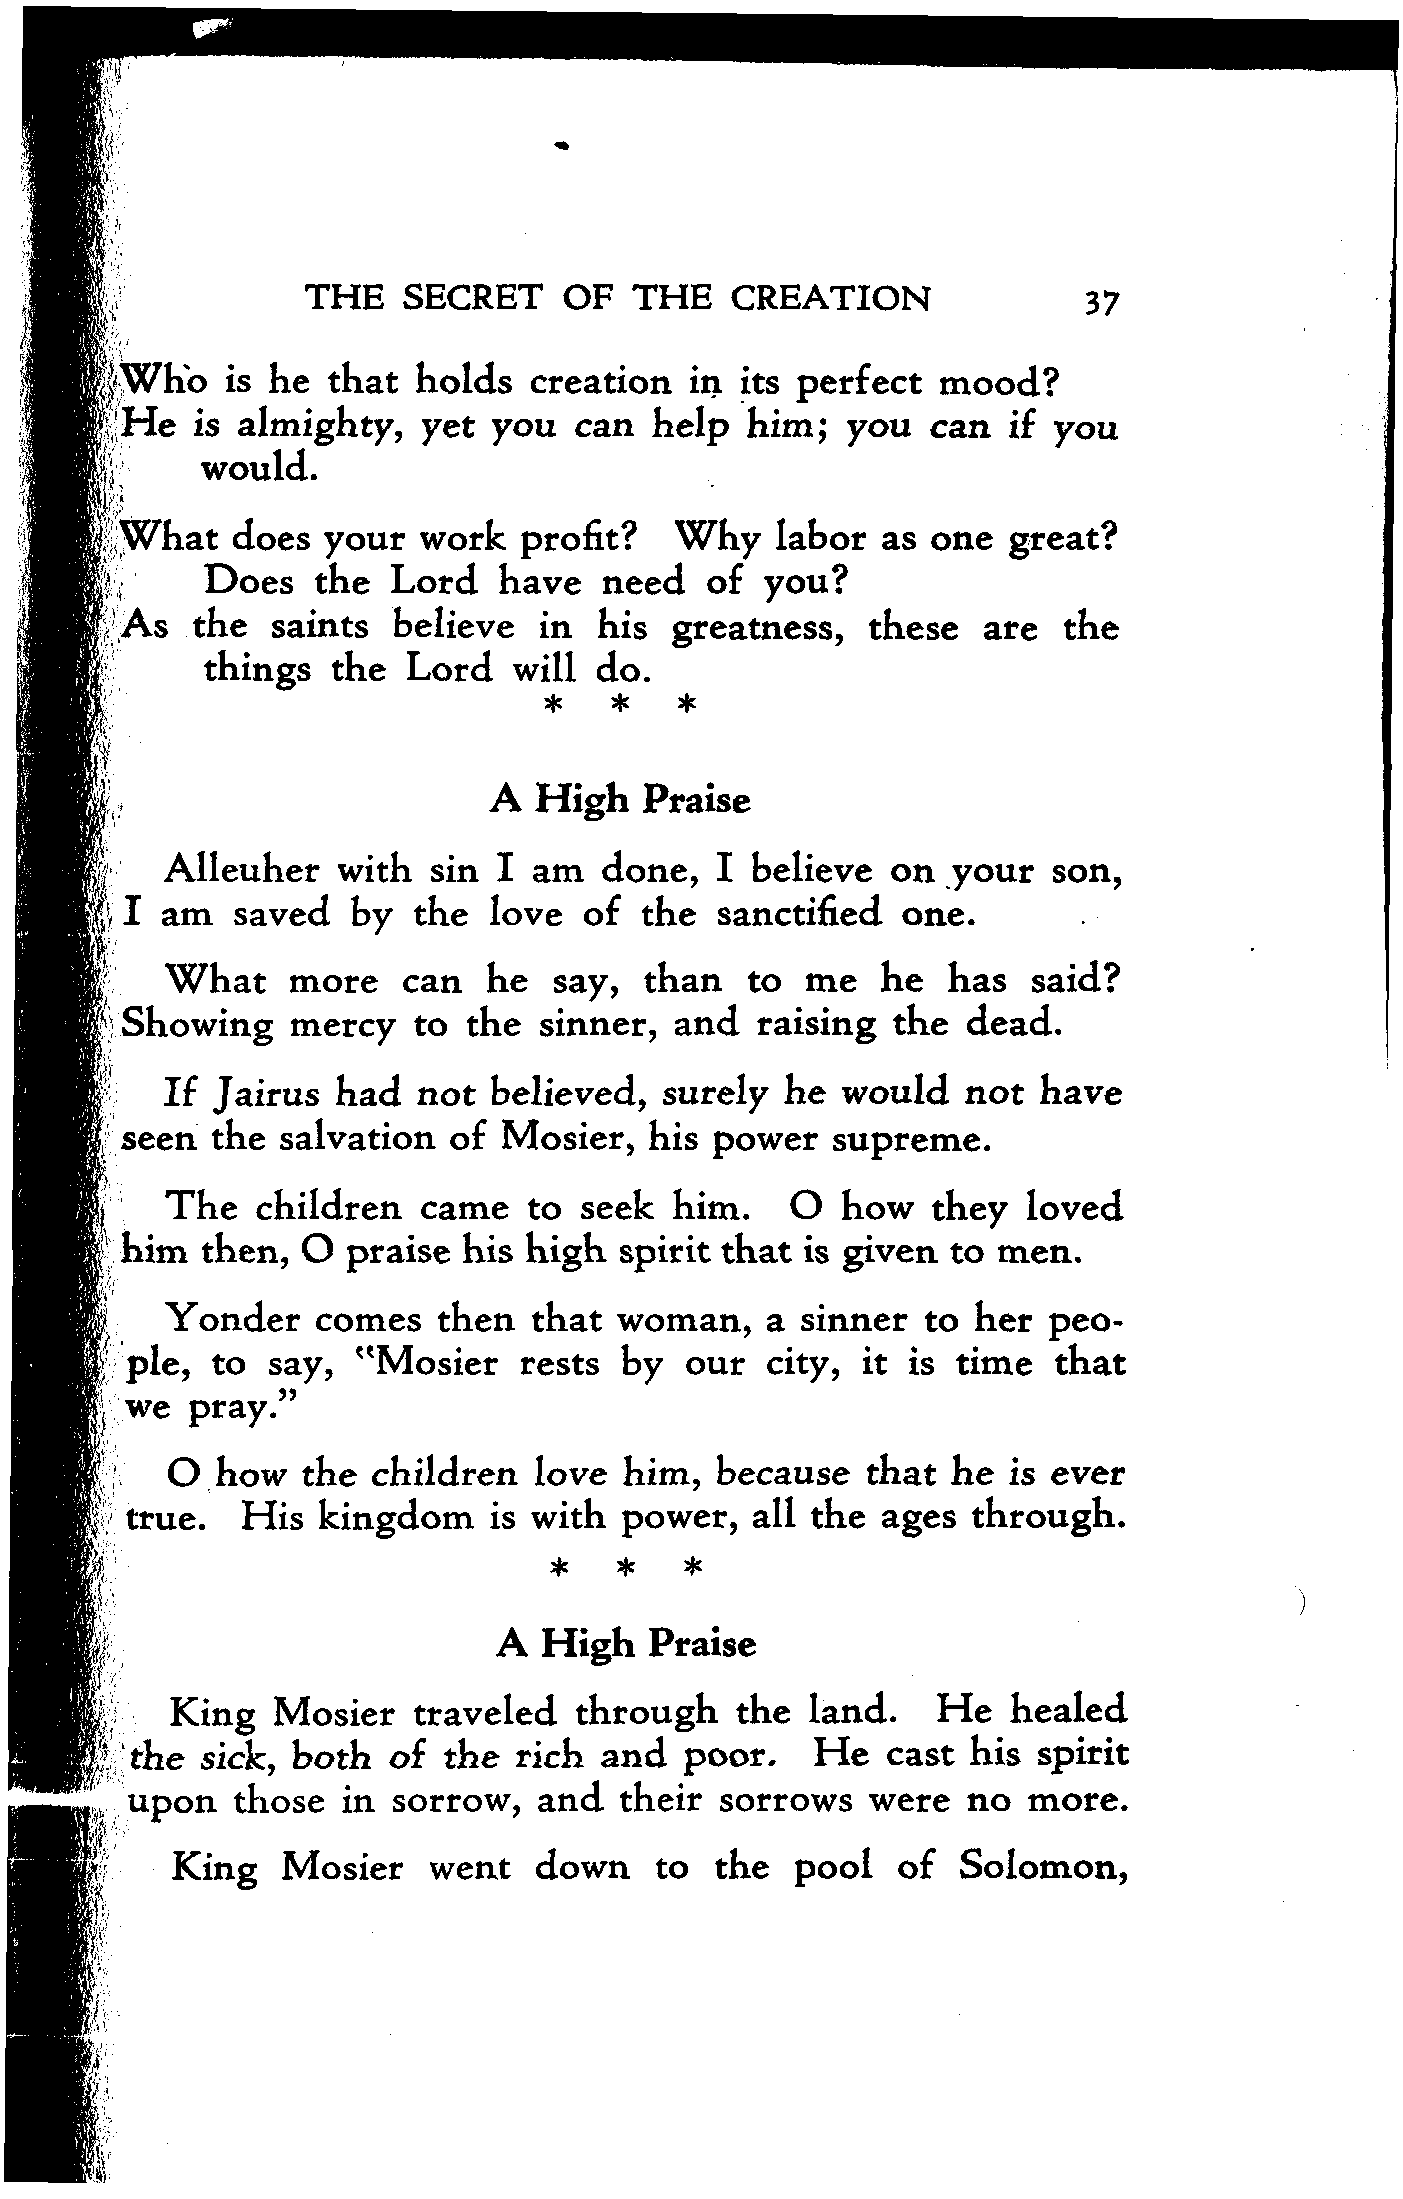 THE SECRET OF THE CREATION 37
Who is he that holds creation in its perfect mood?
He is almighty, yet you can help him; you can if you
would.
What does your work profit? Why labor as one great?
Does the Lord have need of you?
As the saints believe in his greatness, these are the
things the Lord will do.
* * *
A High Praise
Alleuher with sin I am done, I believe on your son,
I am saved by the love of the sanctified one.
What more can he say, than to me he has said?
Showing mercy to the sinner, and raising the dead.
If Jairus had not believed, surely he would not have
seen the salvation of Mosier, his power supreme.
The children came to seek him. O how they loved
him then, O praise his high spirit that is given to men.
Yonder comes then that woman, a sinner to her peo-
ple, to say, "Mosier rests by our city, it is time that
we pray."
O how the children love him, because that he is ever
true. His kingdom is with power, all the ages through.
* * *
A High Praise
King Mosier traveled through the land. He healed
the sick, both of the rich and poor. He cast his spirit
upon those in sorrow, and their sorrows were no more.
King Mosier went down to the pool of Solomon,